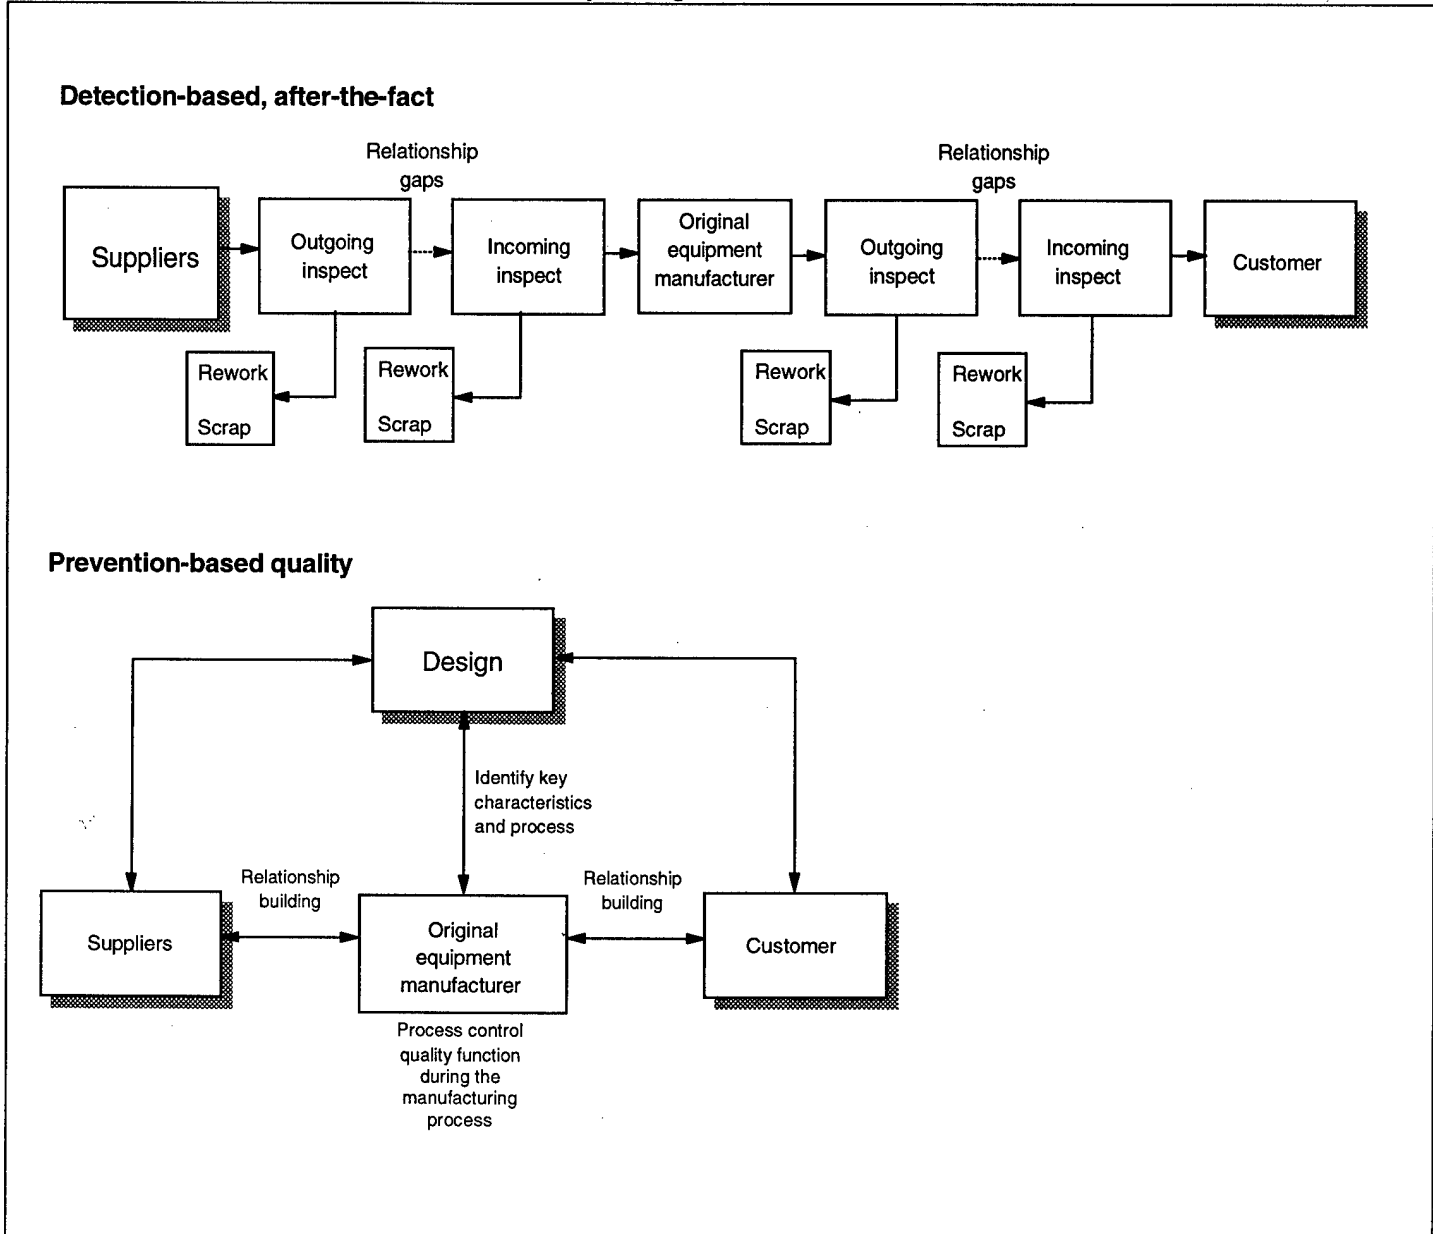 Detection-based, after-the-fact
Relationship
gaps
Relationship
gaps
Suppliers
Outgoing
inspect
Incoming
inspect
Original
equipment
manufacturer
Outgoing
inspect
Incoming
inspect
Customer
Rework
Scrap
Rework
Scrap
Rework
Scrap
Rework
Scrap
Prevention-based quality
Design
Identify key
characteristics
and process
Relationship
building
Relationship
building
Suppliers
Original
equipment
manufacturer
Customer
Process control
quality function
during the
manufacturing
process